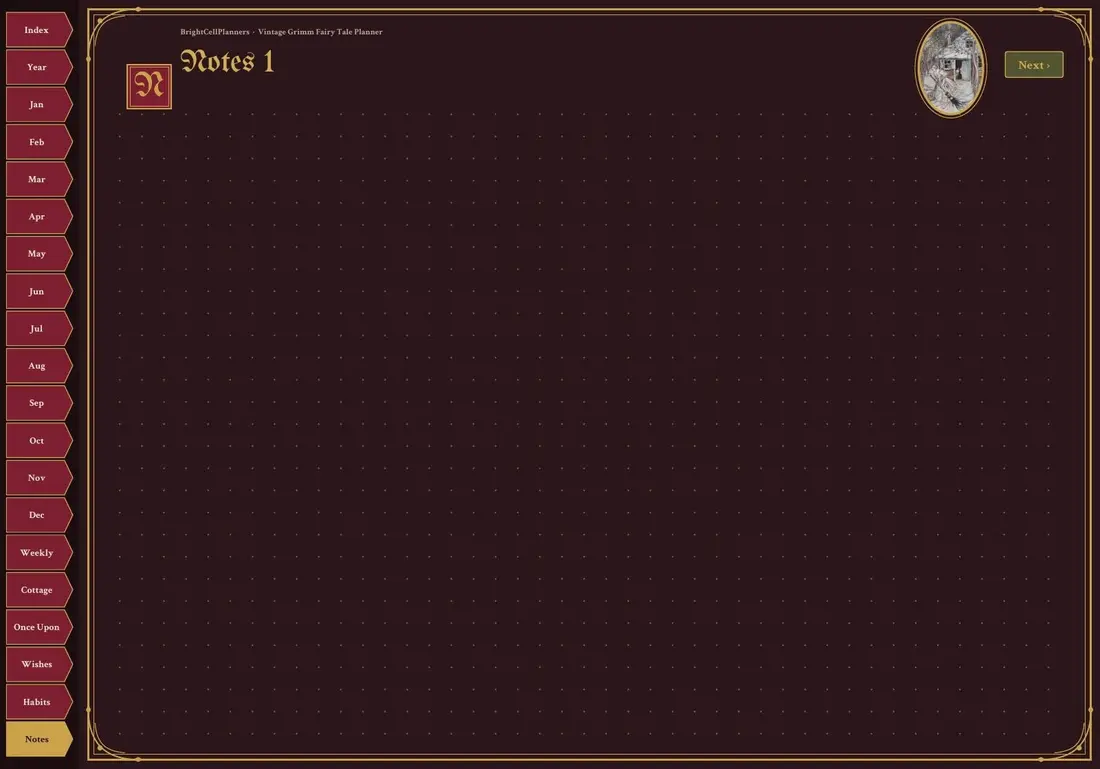 Index
Year
Jan
Feb
Mar
Apr
May
Jun
Jul
Aug
Sep
Oct
Nov
Dec
Weekly
Cottage
Once Upon
Wishes
Habits
Notes
BrightCellPlanners · Vintage Grimm Fairy Tale Planner
Notes 1
N
Next ›